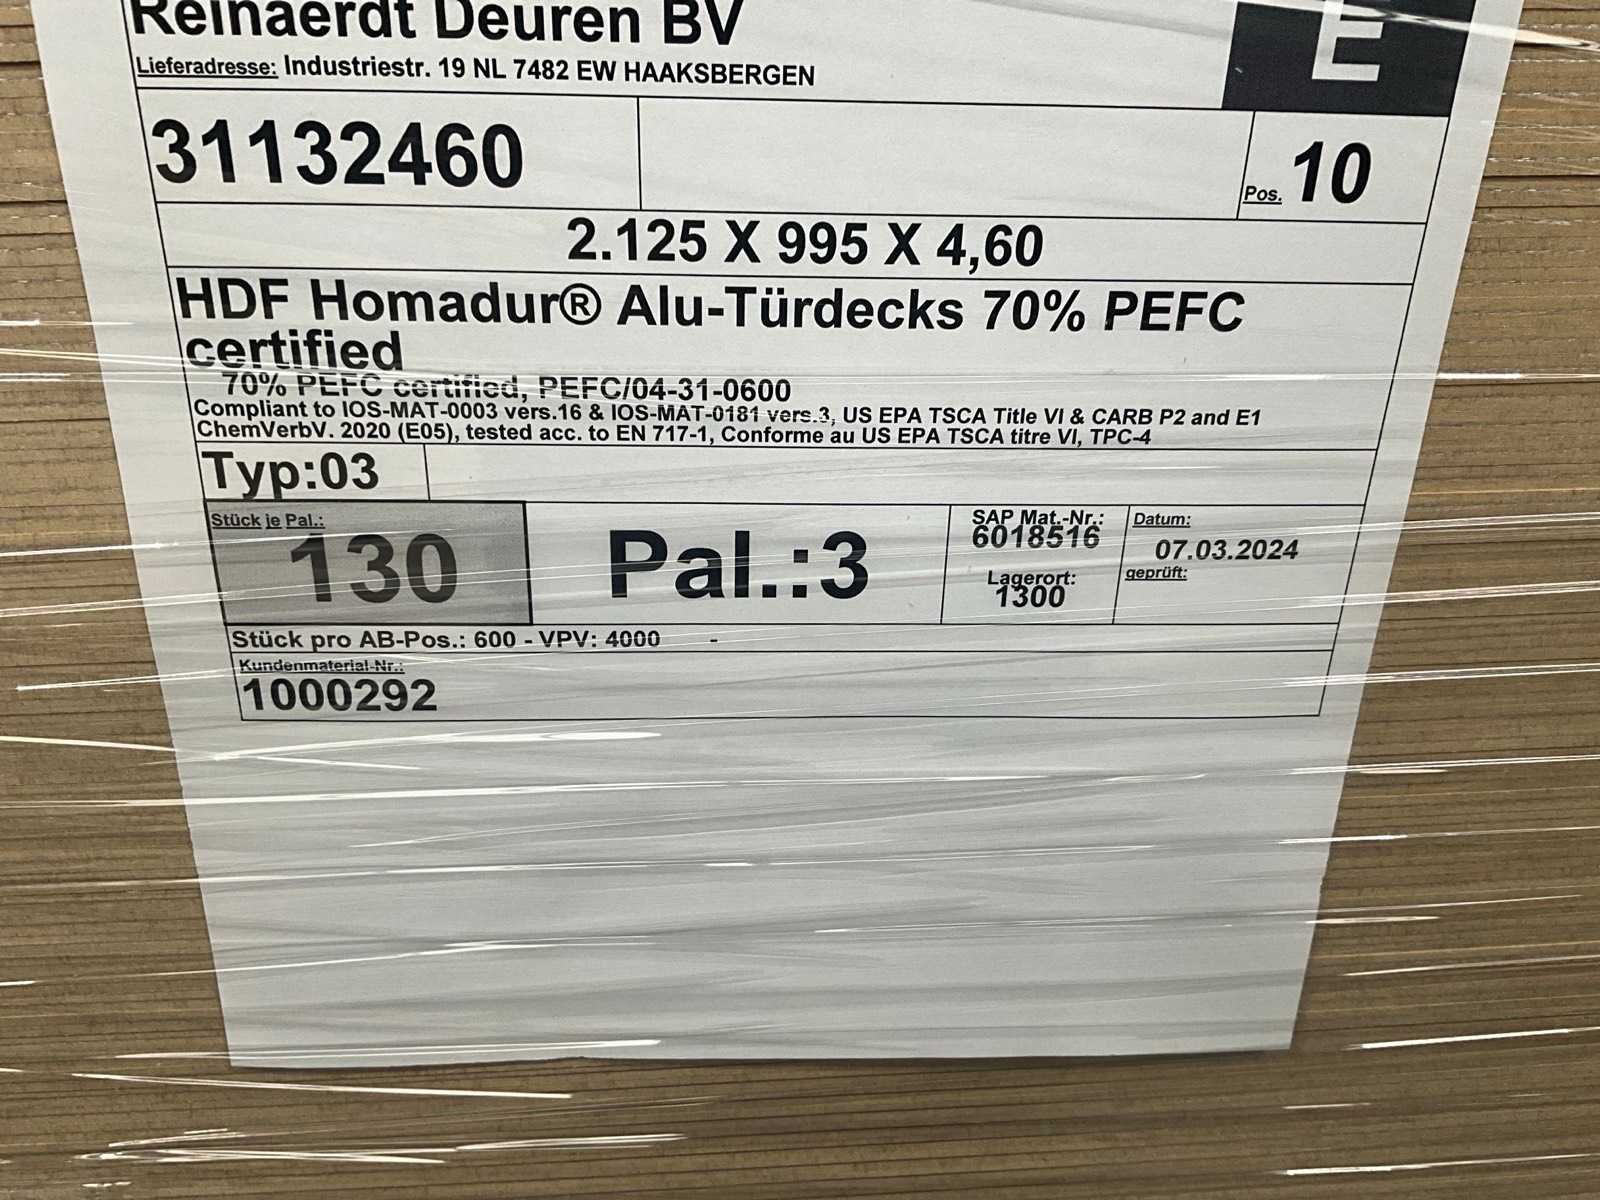 Reinaerdt Deuren BV
E
Lieferadresse: Industriestr. 19 NL 7482 EW HAAKSBERGEN
31132460
Pos. 10
2.125 X 995 X 4,60
HDF Homadur® Alu-Türdecks 70% PEFC
certified
70% PEFC certified, PEFC/04-31-0600
Compliant to IOS-MAT-0003 vers.16 & IOS-MAT-0181 vers.3, US EPA TSCA Title VI & CARB P2 and E1
ChemVerbV. 2020 (E05), tested acc. to EN 717-1, Conforme au US EPA TSCA titre VI, TPC-4
Typ:03
Stück je Pal.:
130
Pal.:3
SAP Mat.-Nr.:
6018516
Lagerort:
1300
Datum:
07.03.2024
geprüft:
Stück pro AB-Pos.: 600 - VPV: 4000 -
Kundenmaterial-Nr.:
1000292